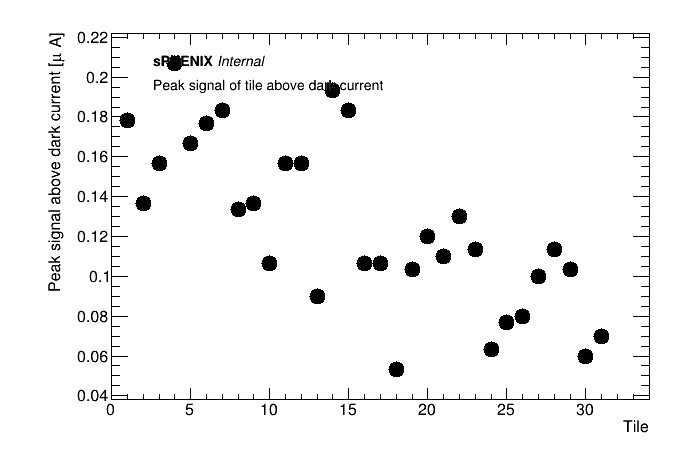 0.22
sPHENIX Internal
Peak signal of tile above dark current
0.2
0.18
0.16
0.14
0.12
0.1
0.08
0.06
0.04
Peak signal above dark current [μ A]
0 5 10 15 20 25 30
Tile